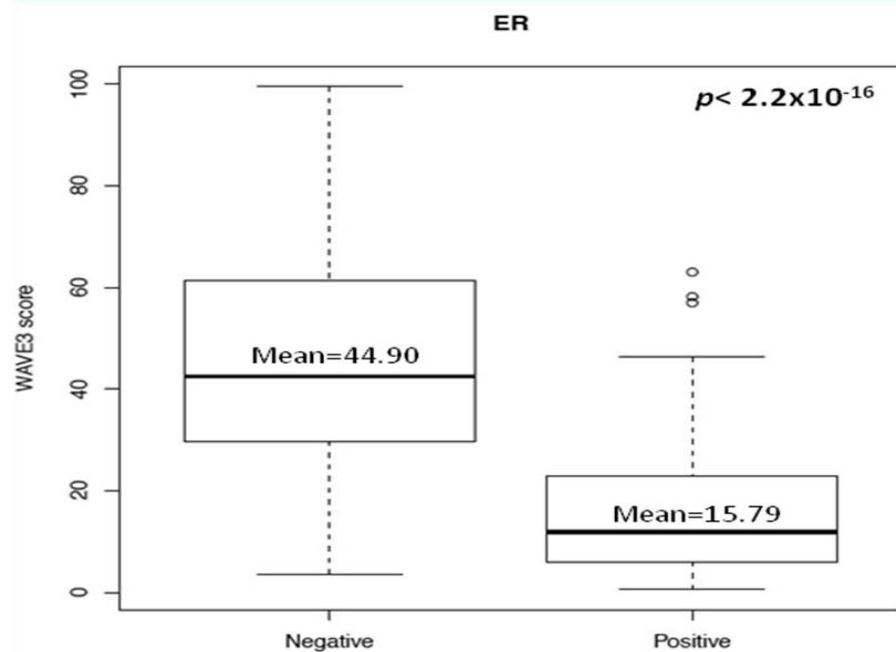 ER
p< 2.2x10-16
WAVE3 score
100
80
60
40
20
0
Mean=44.90
Mean=15.79
Negative
Positive